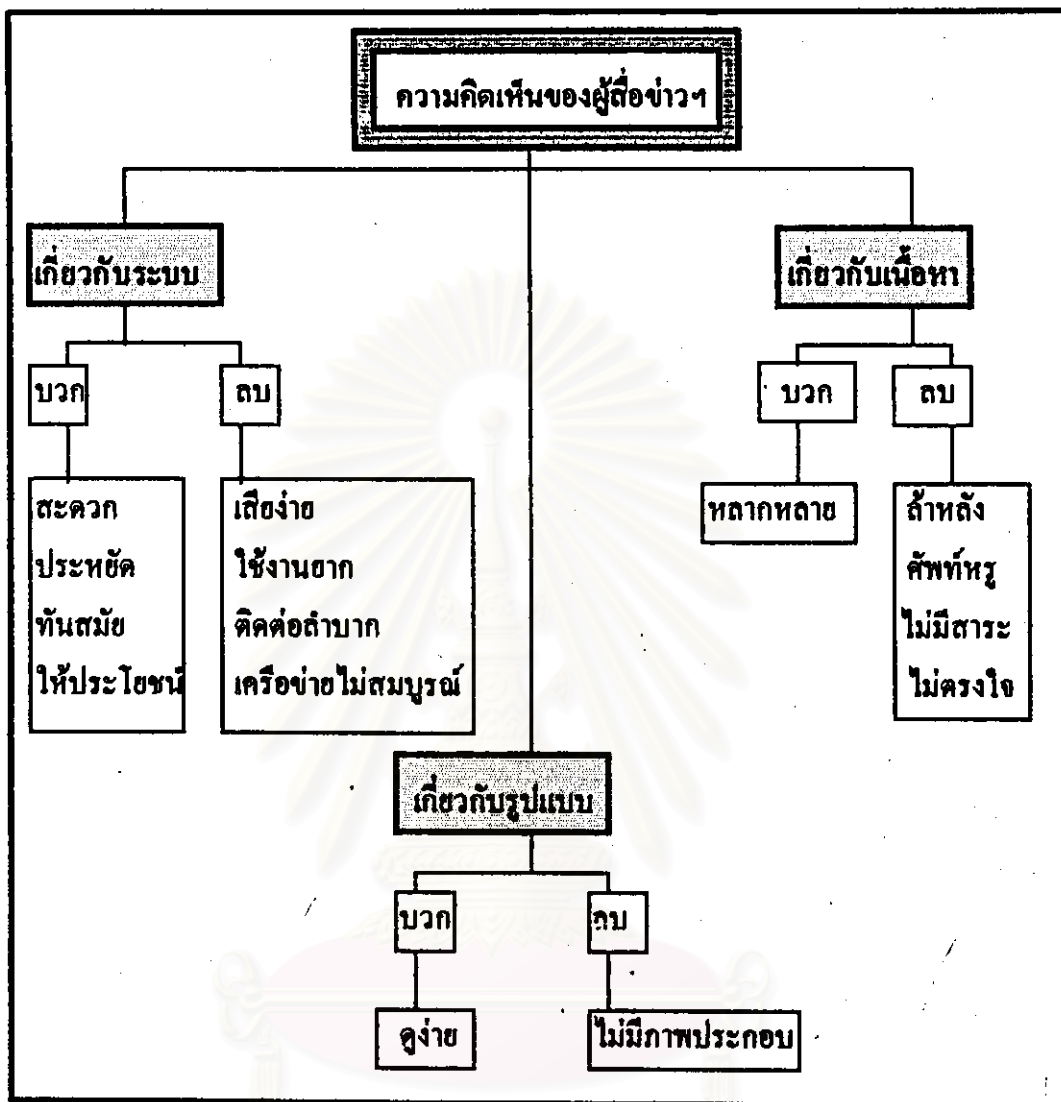 ความคิดเห็นของผู้สื่อข่าวฯ
เกี่ยวกับระบบ
บวก
ลบ
สะดวก
ประหยัด
ทันสมัย
ให้ประโยชน์
เสียง่าย
ใช้งานยาก
ติดต่อลำบาก
เครือข่ายไม่สมบูรณ์
เกี่ยวกับเนื้อหา
บวก
ลบ
หลากหลาย
ล้าหลัง
ศัพท์หรู
ไม่มีสาระ
ไม่ตรงใจ
เกี่ยวกับรูปแบบ
บวก
ลบ
ดูง่าย
ไม่มีภาพประกอบ